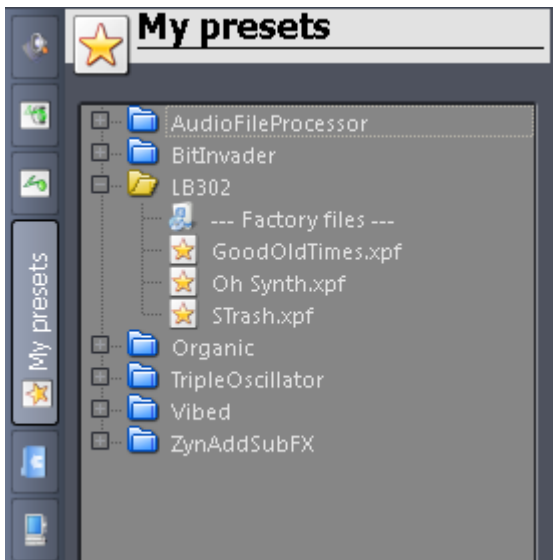 My presets
AudioFileProcessor
BitInvader
LB302
--- Factory files ---
GoodOldTimes.xpf
Oh Synth.xpf
STrash.xpf
Organic
TripleOscillator
Vibed
ZynAddSubFX
My presets